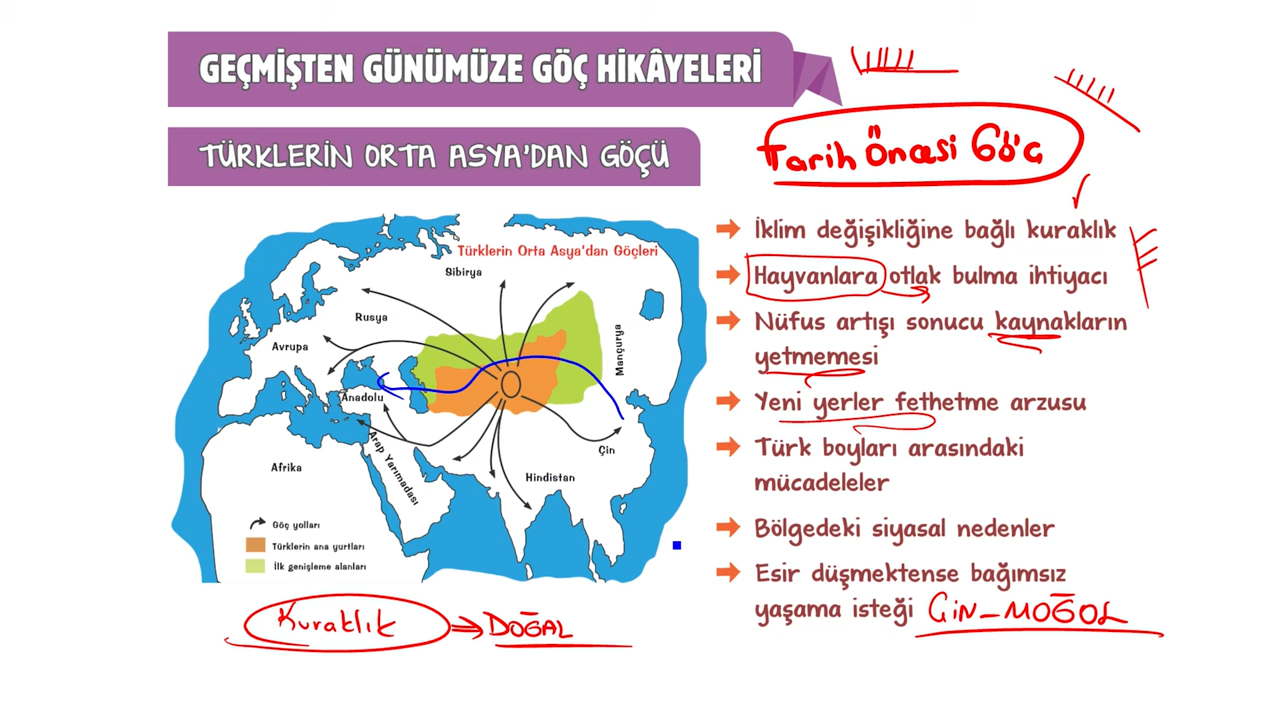 GEÇMİŞTEN GÜNÜMÜZE GÖÇ HİKÂYELERİ
TÜRKLERİN ORTA ASYA'DAN GÖÇÜ
Tarih Öncesi Göç
Türklerin Orta Asya'dan Göçleri
Sibirya
Rusya
Avrupa
Mançurya
Anadolu
Arap Yarımadası
Çin
Afrika
Hindistan
Göç yolları
Türklerin ana yurtları
İlk genişleme alanları
Kuraklık ⇒ DOĞAL
➔ İklim değişikliğine bağlı kuraklık
➔ Hayvanlara otlak bulma ihtiyacı
➔ Nüfus artışı sonucu kaynakların
yetmemesi
➔ Yeni yerler fethetme arzusu
➔ Türk boyları arasındaki
mücadeleler
➔ Bölgedeki siyasal nedenler
➔ Esir düşmektense bağımsız
yaşama isteği ÇİN-MOĞOL